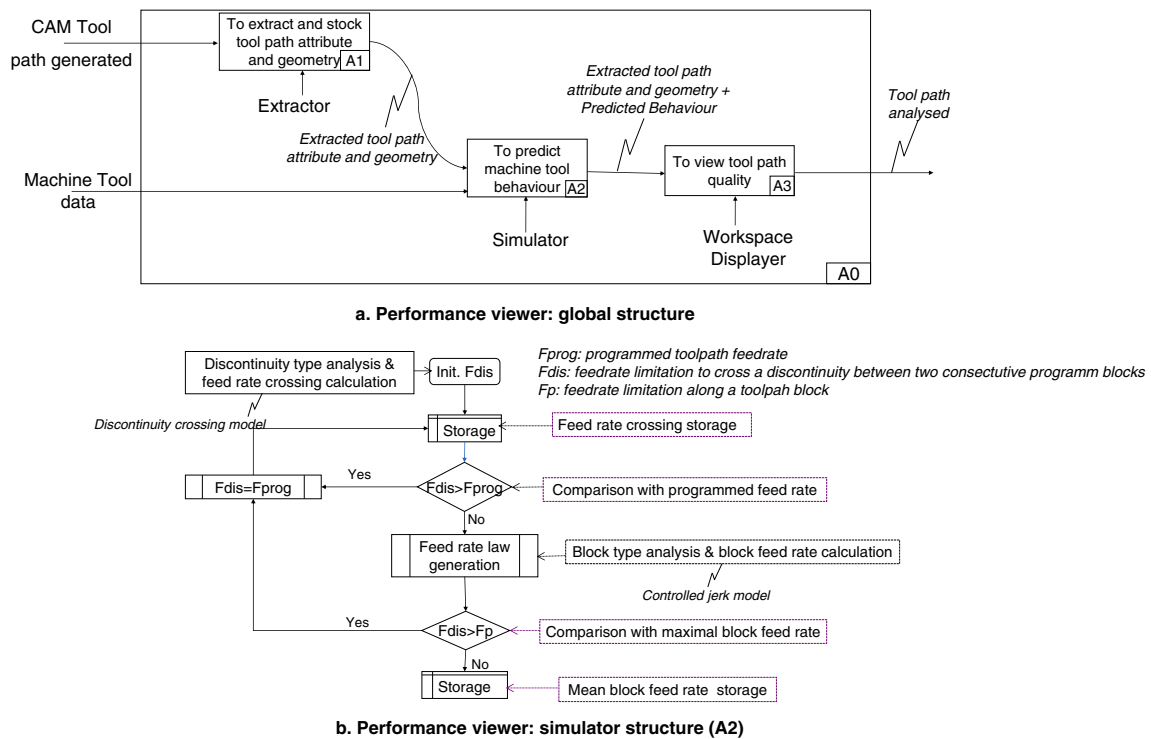 CAM Tool
path generated
To extract and stock
tool path attribute
and geometry
A1
Extractor
Extracted tool path
attribute and geometry
Extracted tool path
attribute and geometry +
Predicted Behaviour
Tool path
analysed
Machine Tool
data
To predict
machine tool
behaviour
A2
Simulator
To view tool path
quality
A3
Workspace
Displayer
A0
a. Performance viewer: global structure
Discontinuity type analysis &
feed rate crossing calculation
Init. Fdis
Fprog: programmed toolpath feedrate
Fdis: feedrate limitation to cross a discontinuity between two consecutive programm blocks
Fp: feedrate limitation along a toolpah block
Discontinuity crossing model
Storage
Feed rate crossing storage
Yes
Fdis=Fprog
Fdis>Fprog
Comparison with programmed feed rate
No
Feed rate law
generation
Block type analysis & block feed rate calculation
Controlled jerk model
Yes
Fdis>Fp
Comparison with maximal block feed rate
No
Storage
Mean block feed rate storage
b. Performance viewer: simulator structure (A2)